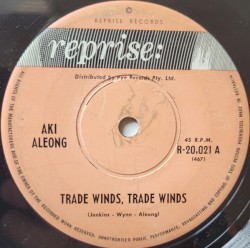 REPRISE RECORDS
reprise:
Distributed by Pye Records Pty. Ltd.
AKI
ALEONG
45 R.P.M.
R-20,021 A
(467)
TRADE WINDS, TRADE WINDS
(Jenkins - Wynn - Aleong)